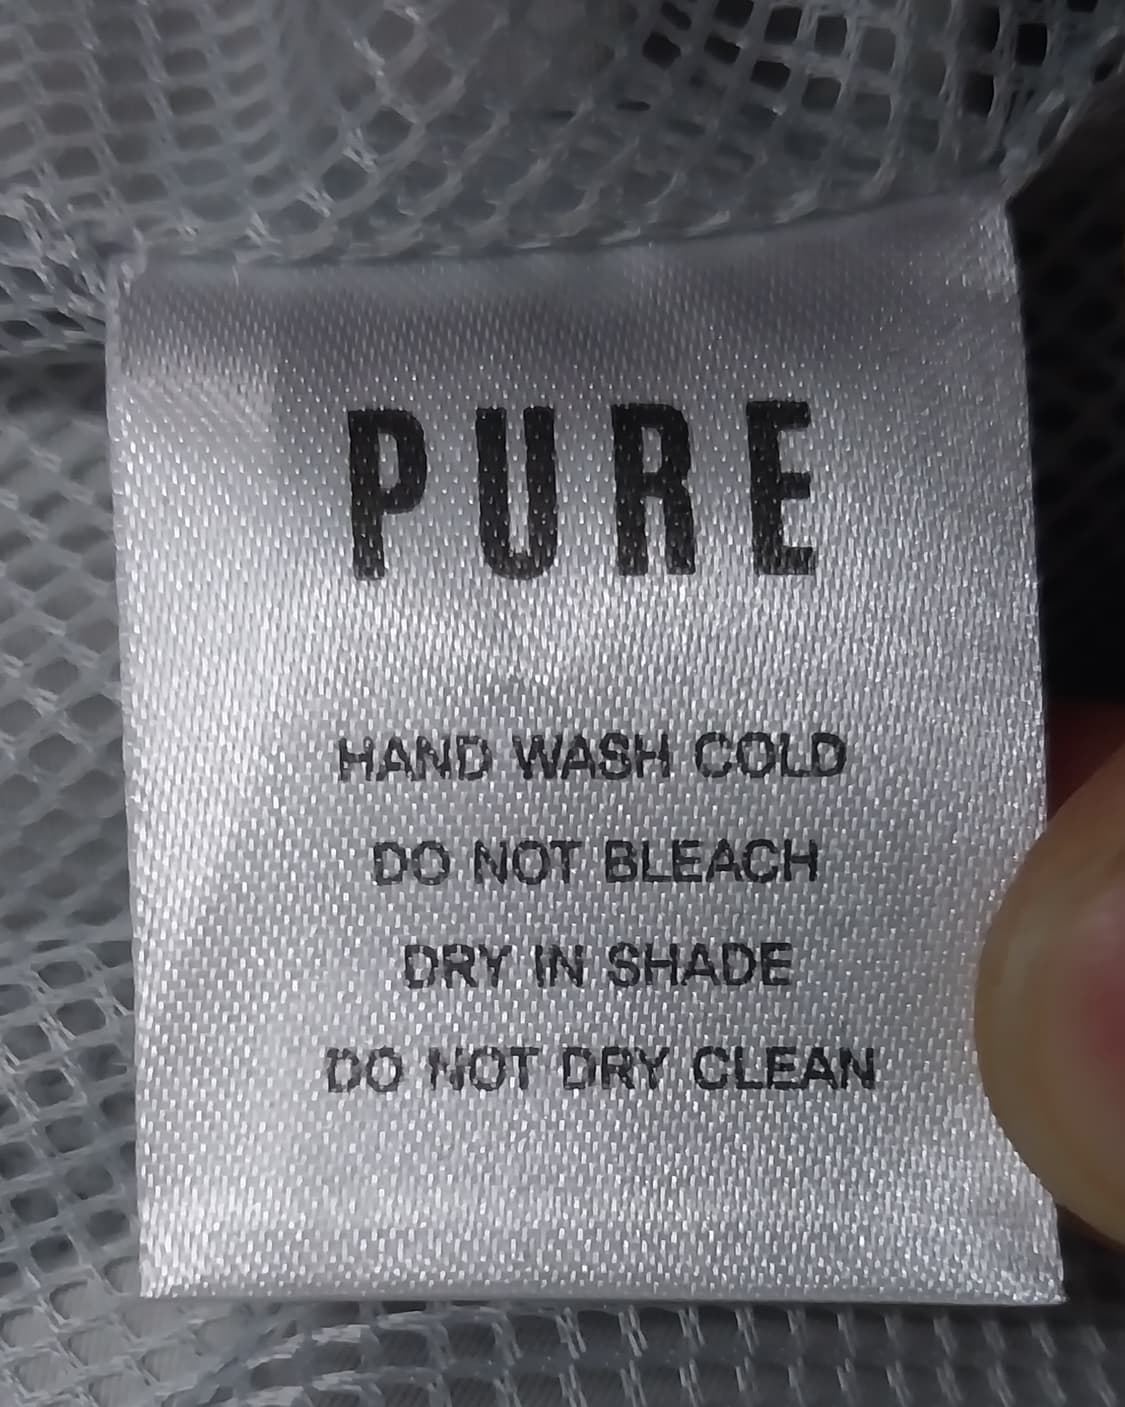 PURE
HAND WASH COLD
DO NOT BLEACH
DRY IN SHADE
DO NOT DRY CLEAN